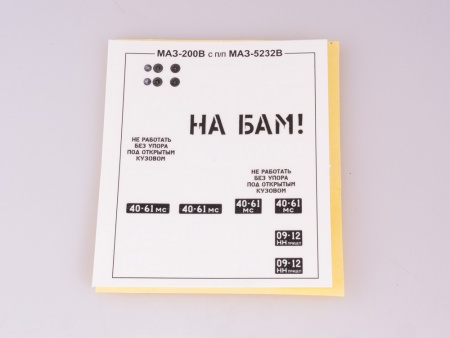 МАЗ-200В с п/п МАЗ-5232В
НА БАМ!
НЕ РАБОТАТЬ
БЕЗ УПОРА
ПОД ОТКРЫТЫМ
КУЗОВОМ
НЕ РАБОТАТЬ
БЕЗ УПОРА
ПОД ОТКРЫТЫМ
КУЗОВОМ
40-61 МС
40-61 МС
40-61
МС
40-61
МС
09-12
НН ПРИЦЕП
09-12
НН ПРИЦЕП